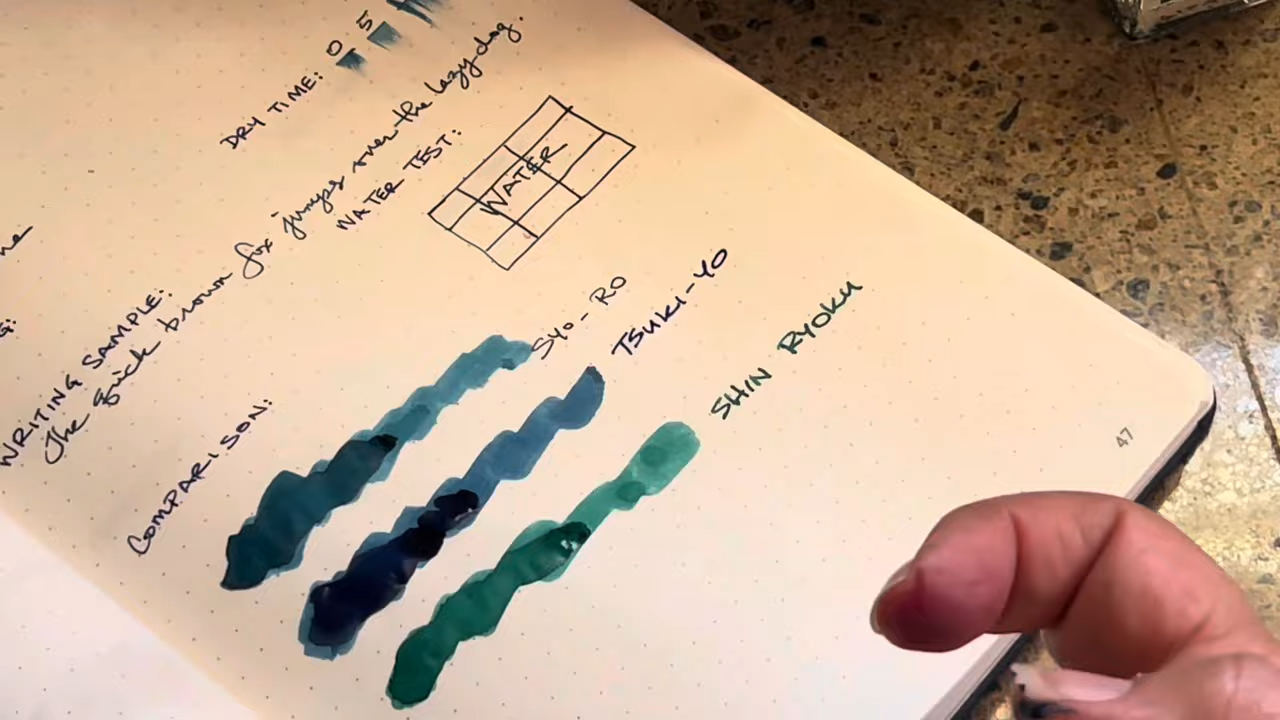 DRY TIME: 0 5
WRITING SAMPLE:
The quick brown fox jumps over the lazy dog.
WATER TEST:
WATER
COMPARISON:
SYO-RO
TSUKI-YO
SHIN RYOKU
47